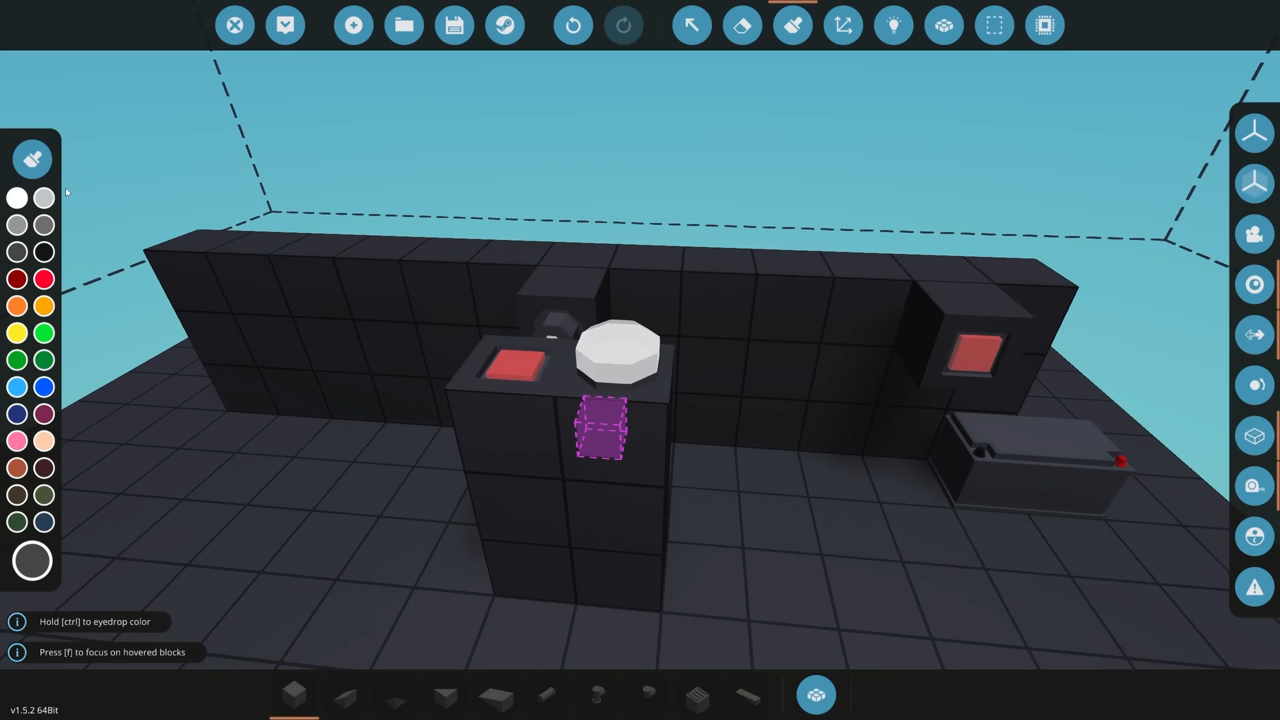 Hold [ctrl] to eyedrop color
Press [f] to focus on hovered blocks
v1.5.2 64Bit